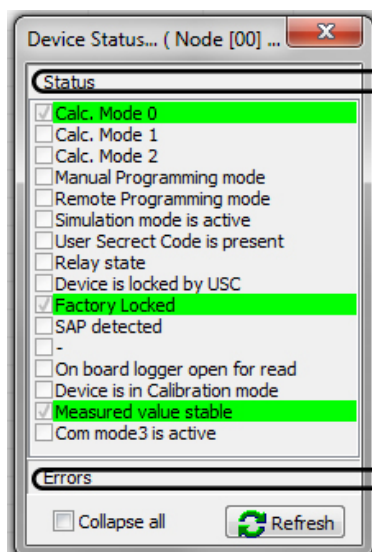 Device Status... ( Node [00] ...
Status
Calc. Mode 0
Calc. Mode 1
Calc. Mode 2
Manual Programming mode
Remote Programming mode
Simulation mode is active
User Secrect Code is present
Relay state
Device is locked by USC
Factory Locked
SAP detected
-
On board logger open for read
Device is in Calibration mode
Measured value stable
Com mode3 is active
Errors
Collapse all
Refresh